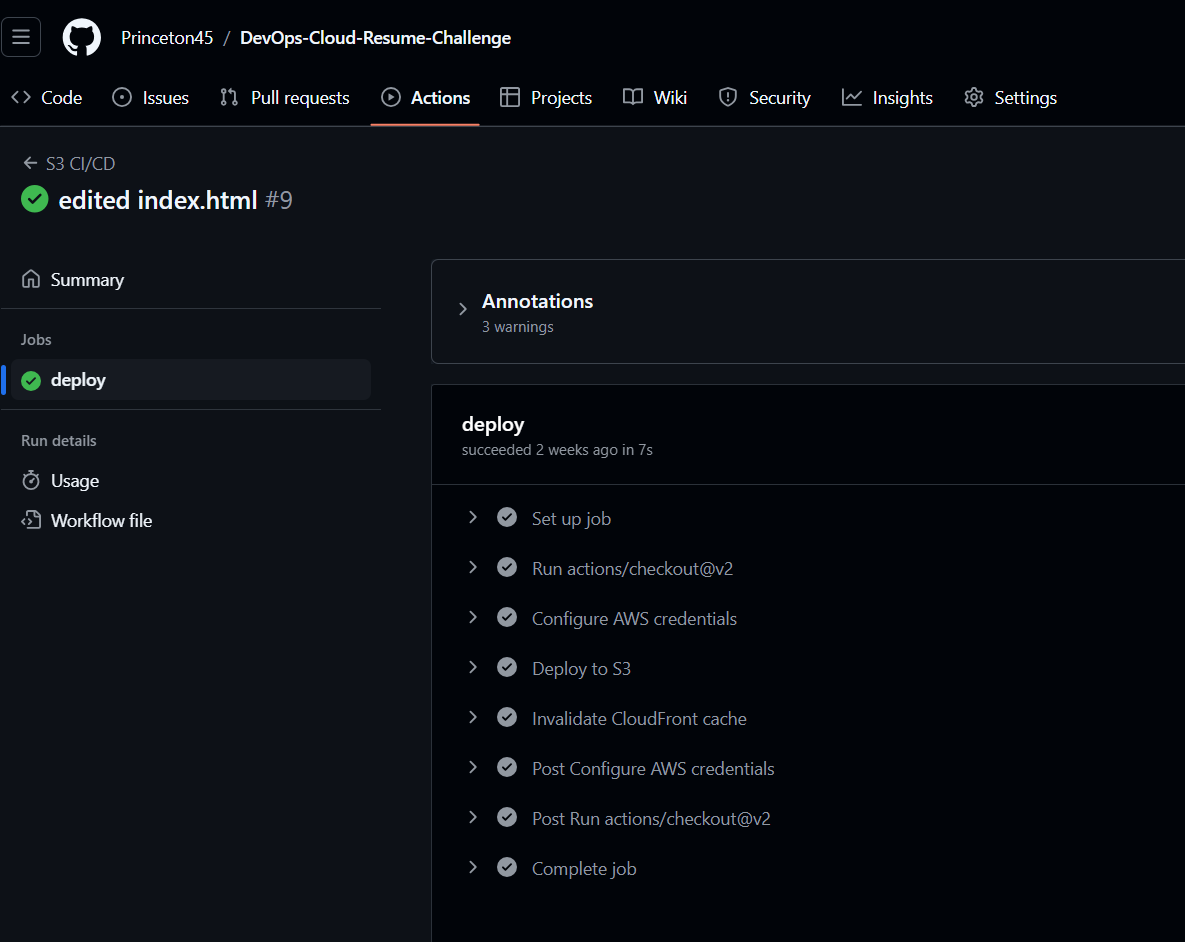 Princeton45 / DevOps-Cloud-Resume-Challenge
Code Issues Pull requests Actions Projects Wiki Security Insights Settings
S3 CI/CD
edited index.html #9
Summary
Jobs
deploy
Run details
Usage
Workflow file
Annotations
3 warnings
deploy
succeeded 2 weeks ago in 7s
Set up job
Run actions/checkout@v2
Configure AWS credentials
Deploy to S3
Invalidate CloudFront cache
Post Configure AWS credentials
Post Run actions/checkout@v2
Complete job